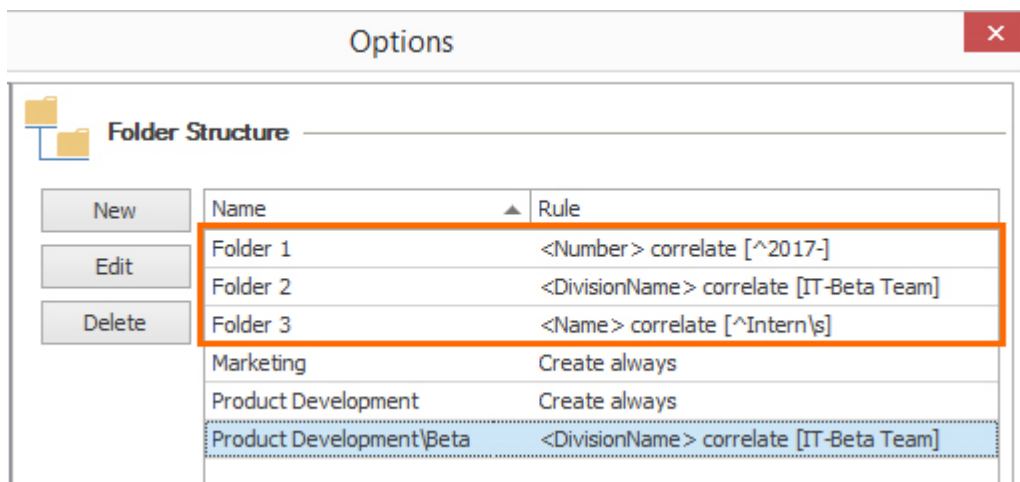 Options
Folder Structure
New
Edit
Delete
Name Rule
Folder 1 <Number> correlate [^2017-]
Folder 2 <DivisionName> correlate [IT-Beta Team]
Folder 3 <Name> correlate [^Intern\s]
Marketing Create always
Product Development Create always
Product Development\Beta <DivisionName> correlate [IT-Beta Team]